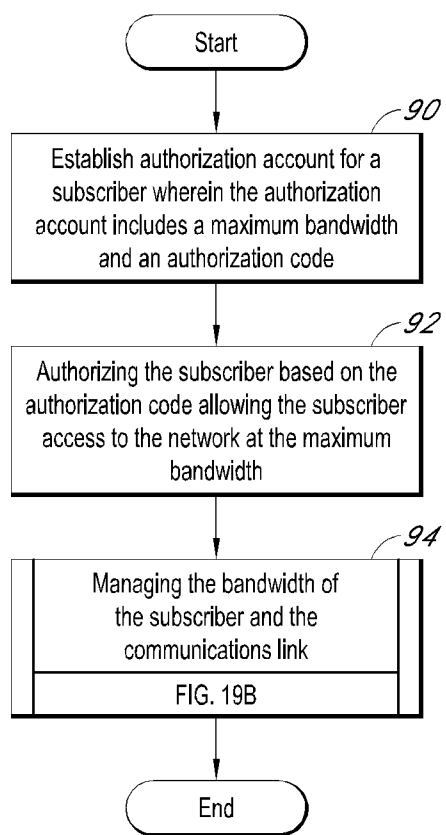 Start
90
Establish authorization account for a
subscriber wherein the authorization
account includes a maximum bandwidth
and an authorization code
92
Authorizing the subscriber based on the
authorization code allowing the subscriber
access to the network at the maximum
bandwidth
94
Managing the bandwidth of
the subscriber and the
communications link
FIG. 19B
End